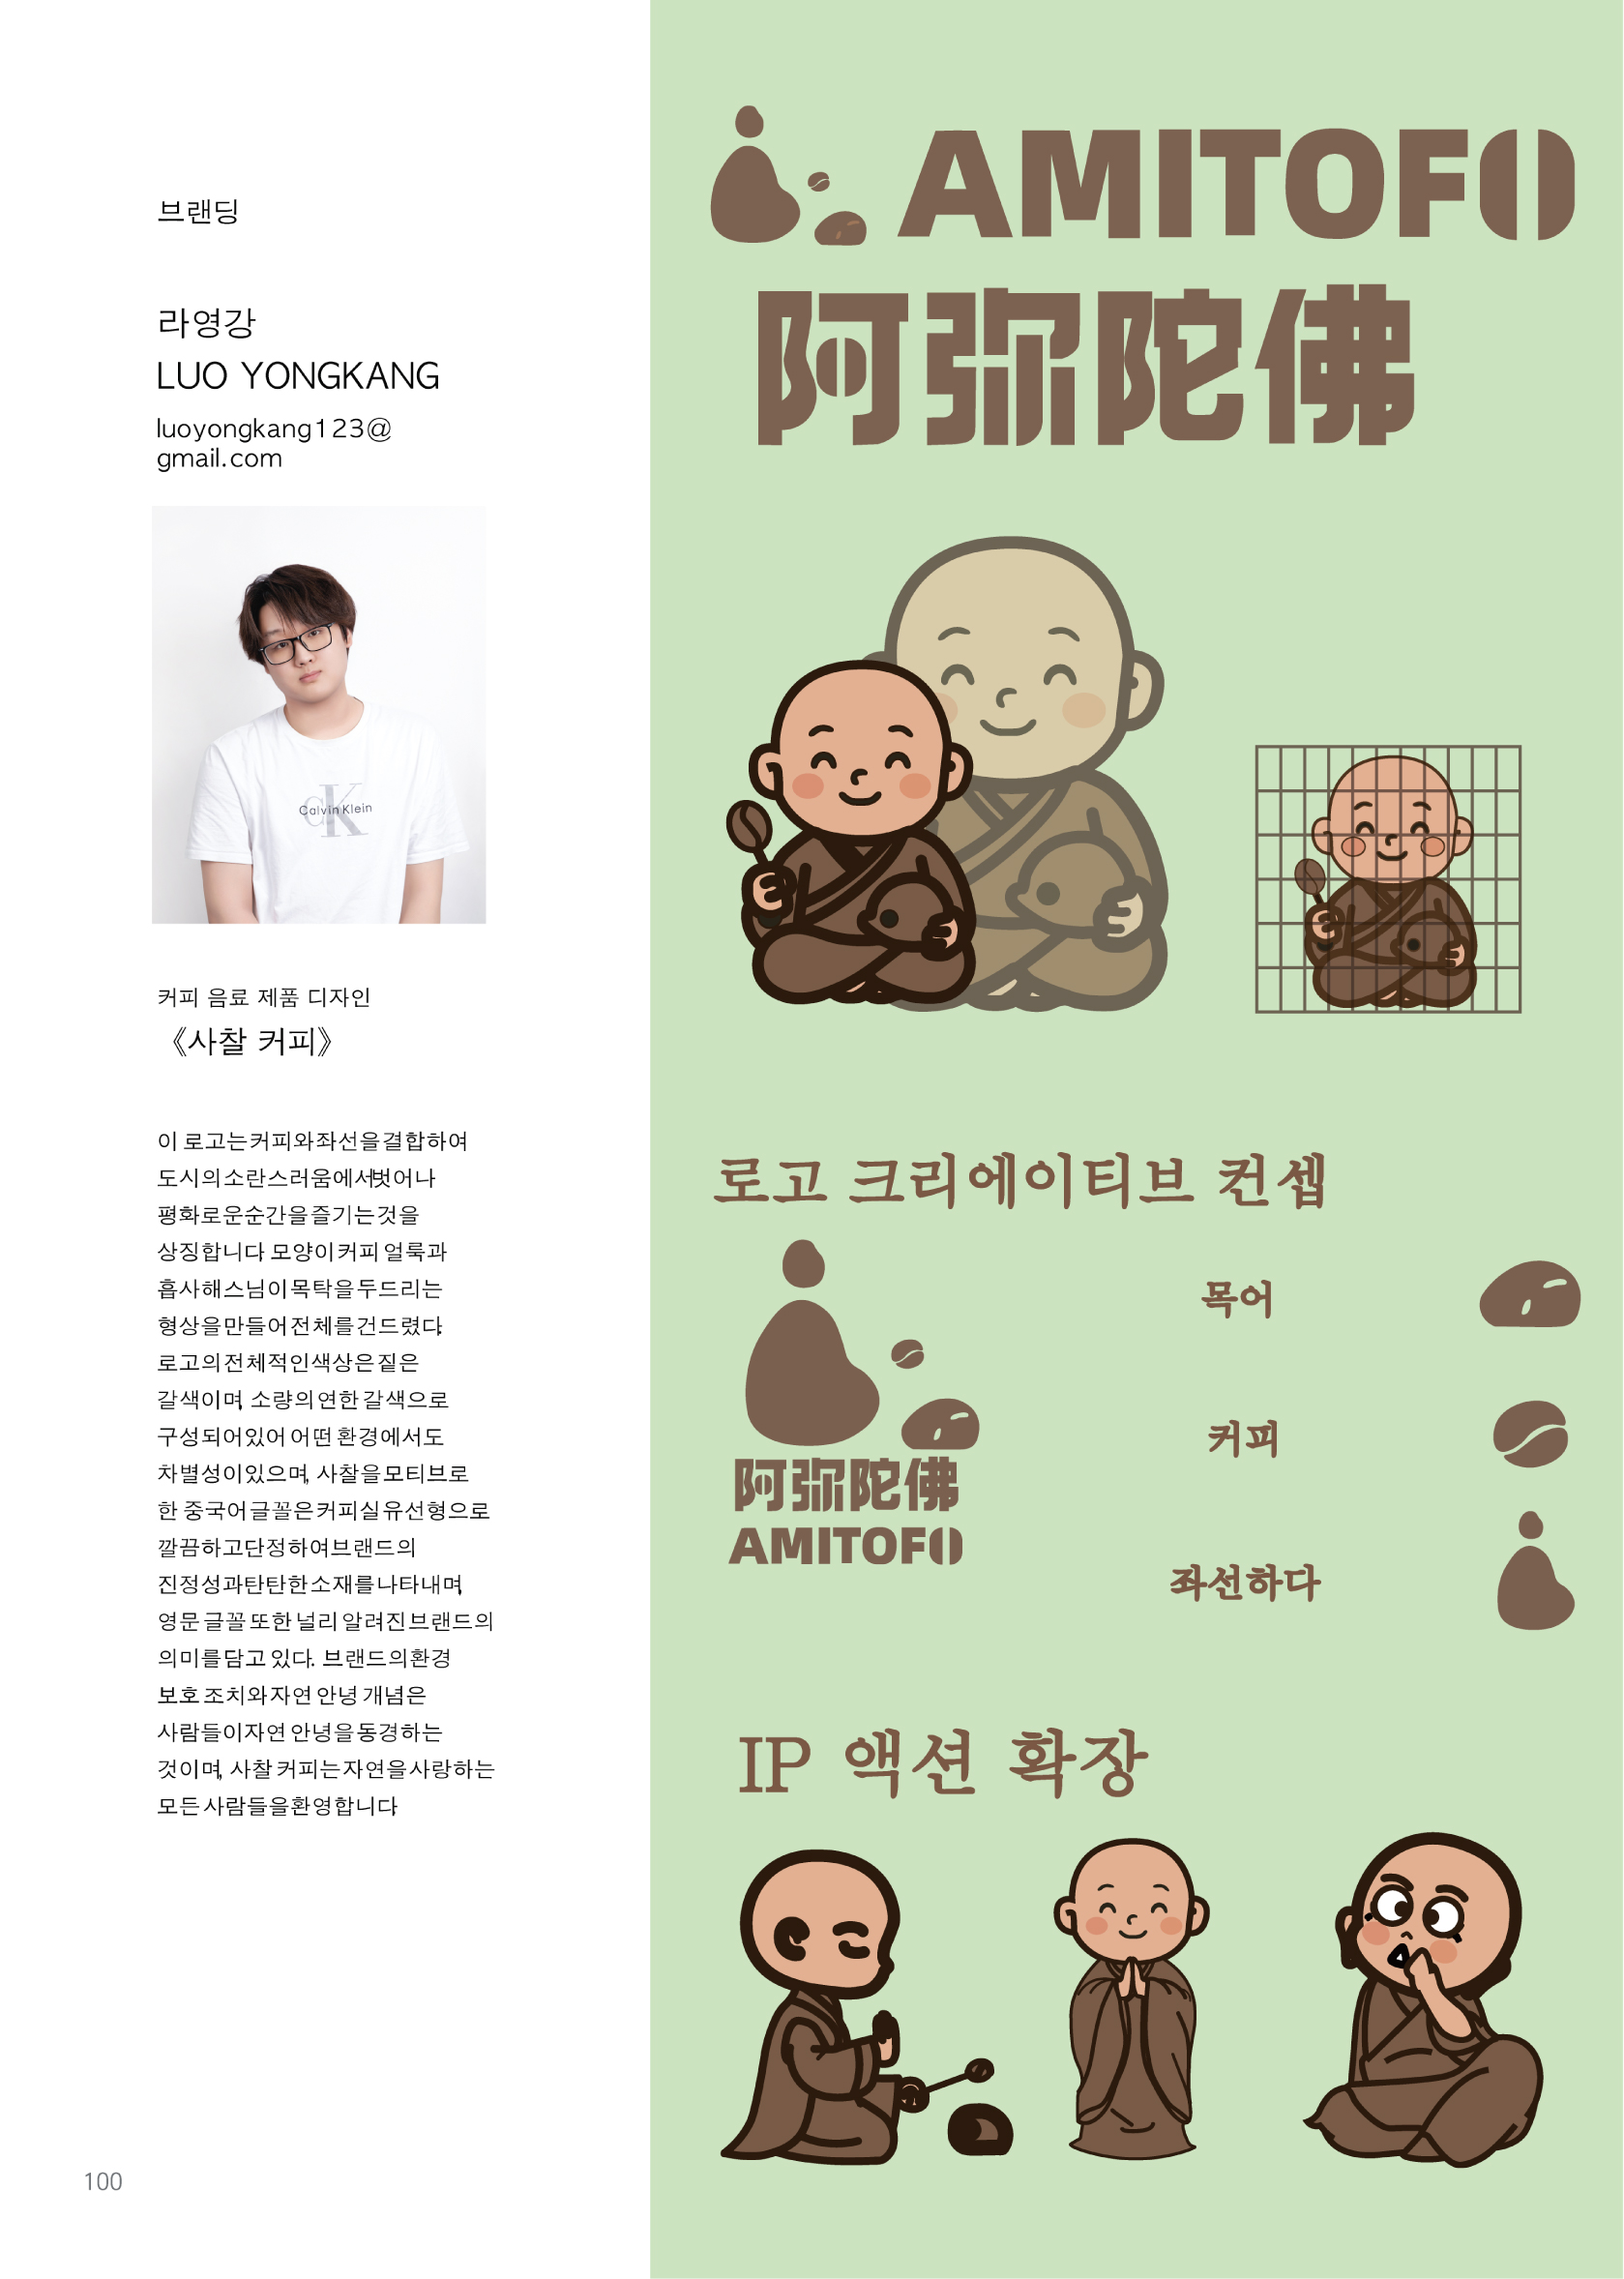 브랜딩
라영강
LUO YONGKANG
luoyongkang123@
gmail.com
Calvin Klein
CK
커피 음료 제품 디자인
《사찰 커피》
이 로고는커피와좌선을결합하여
도시의소란스러움에서벗어나
평화로운순간을즐기는것을
상징합니다. 모양이커피 얼룩과
흡사해스님이목탁을두드리는
형상을만들어전체를건드렸다.
로고의전체적인색상은짙은
갈색이며, 소량의연한갈색으로
구성되어있어 어떤환경에서도
차별성이있으며, 사찰을모티브로
한 중국어글꼴은커피실유선형으로
깔끔하고단정하여브랜드의
진정성과탄탄한소재를나타내며,
영문글꼴또한널리알려진브랜드의
의미를담고있다. 브랜드의환경
보호조치와자연안녕개념은
사람들이자연안녕을동경하는
것이며, 사찰커피는자연을사랑하는
모든사람들을환영합니다.
100
AMITOFO
阿弥陀佛
로고 크리에이티브 컨셉
목어
커피
阿弥陀佛
AMITOFO
좌선하다
IP 액션 확장